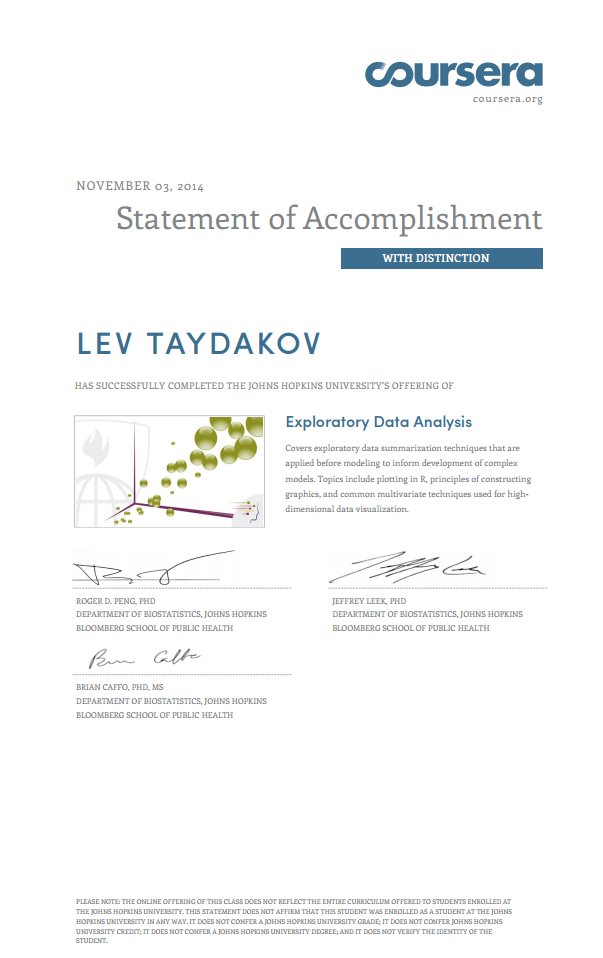 coursera
coursera.org
NOVEMBER 03, 2014
Statement of Accomplishment
WITH DISTINCTION
LEV TAYDAKOV
HAS SUCCESSFULLY COMPLETED THE JOHNS HOPKINS UNIVERSITY'S OFFERING OF
Exploratory Data Analysis
Covers exploratory data summarization techniques that are
applied before modeling to inform development of complex
models. Topics include plotting in R, principles of constructing
graphics, and common multivariate techniques used for high-
dimensional data visualization.
ROGER D. PENG, PHD
DEPARTMENT OF BIOSTATISTICS, JOHNS HOPKINS
BLOOMBERG SCHOOL OF PUBLIC HEALTH
JEFFREY LEEK, PHD
DEPARTMENT OF BIOSTATISTICS, JOHNS HOPKINS
BLOOMBERG SCHOOL OF PUBLIC HEALTH
Brian Caffo
BRIAN CAFFO, PHD, MS
DEPARTMENT OF BIOSTATISTICS, JOHNS HOPKINS
BLOOMBERG SCHOOL OF PUBLIC HEALTH
PLEASE NOTE: THE ONLINE OFFERING OF THIS CLASS DOES NOT REFLECT THE ENTIRE CURRICULUM OFFERED TO STUDENTS ENROLLED AT
THE JOHNS HOPKINS UNIVERSITY. THIS STATEMENT DOES NOT AFFIRM THAT THIS STUDENT WAS ENROLLED AS A STUDENT AT THE JOHNS
HOPKINS UNIVERSITY IN ANY WAY. IT DOES NOT CONFER A JOHNS HOPKINS UNIVERSITY GRADE; IT DOES NOT CONFER JOHNS HOPKINS
UNIVERSITY CREDIT; IT DOES NOT CONFER A JOHNS HOPKINS UNIVERSITY DEGREE; AND IT DOES NOT VERIFY THE IDENTITY OF THE
STUDENT.